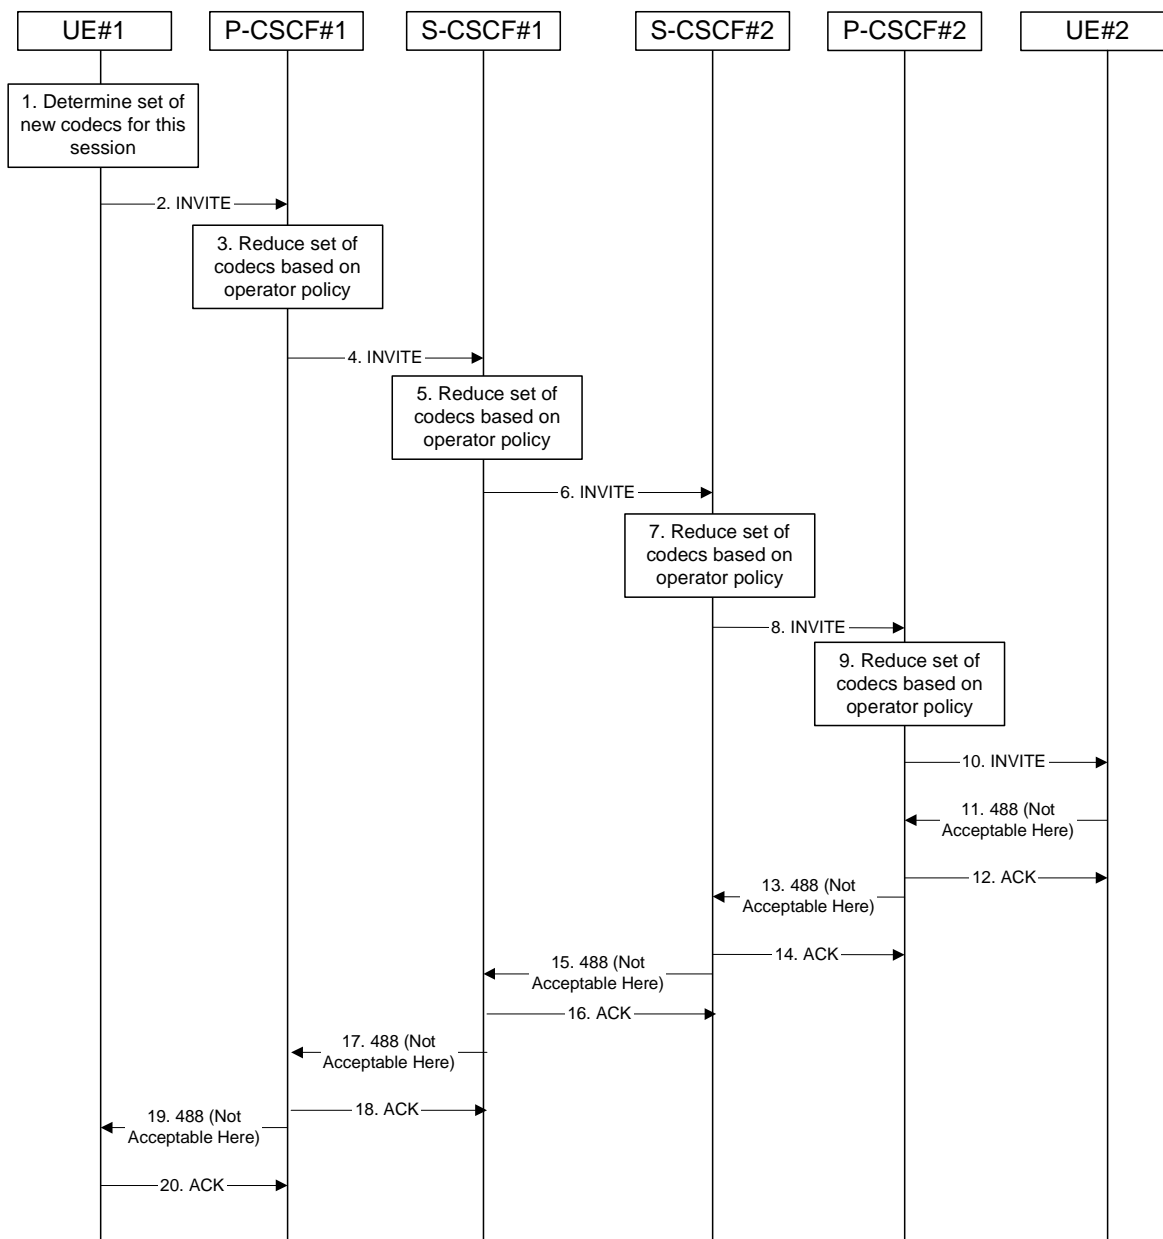 UE#1
P-CSCF#1
S-CSCF#1
S-CSCF#2
P-CSCF#2
UE#2
1. Determine set of
new codecs for this
session
2. INVITE
3. Reduce set of
codecs based on
operator policy
4. INVITE
5. Reduce set of
codecs based on
operator policy
6. INVITE
7. Reduce set of
codecs based on
operator policy
8. INVITE
9. Reduce set of
codecs based on
operator policy
10. INVITE
11. 488 (Not
Acceptable Here)
12. ACK
13. 488 (Not
Acceptable Here)
14. ACK
15. 488 (Not
Acceptable Here)
16. ACK
17. 488 (Not
Acceptable Here)
18. ACK
19. 488 (Not
Acceptable Here)
20. ACK